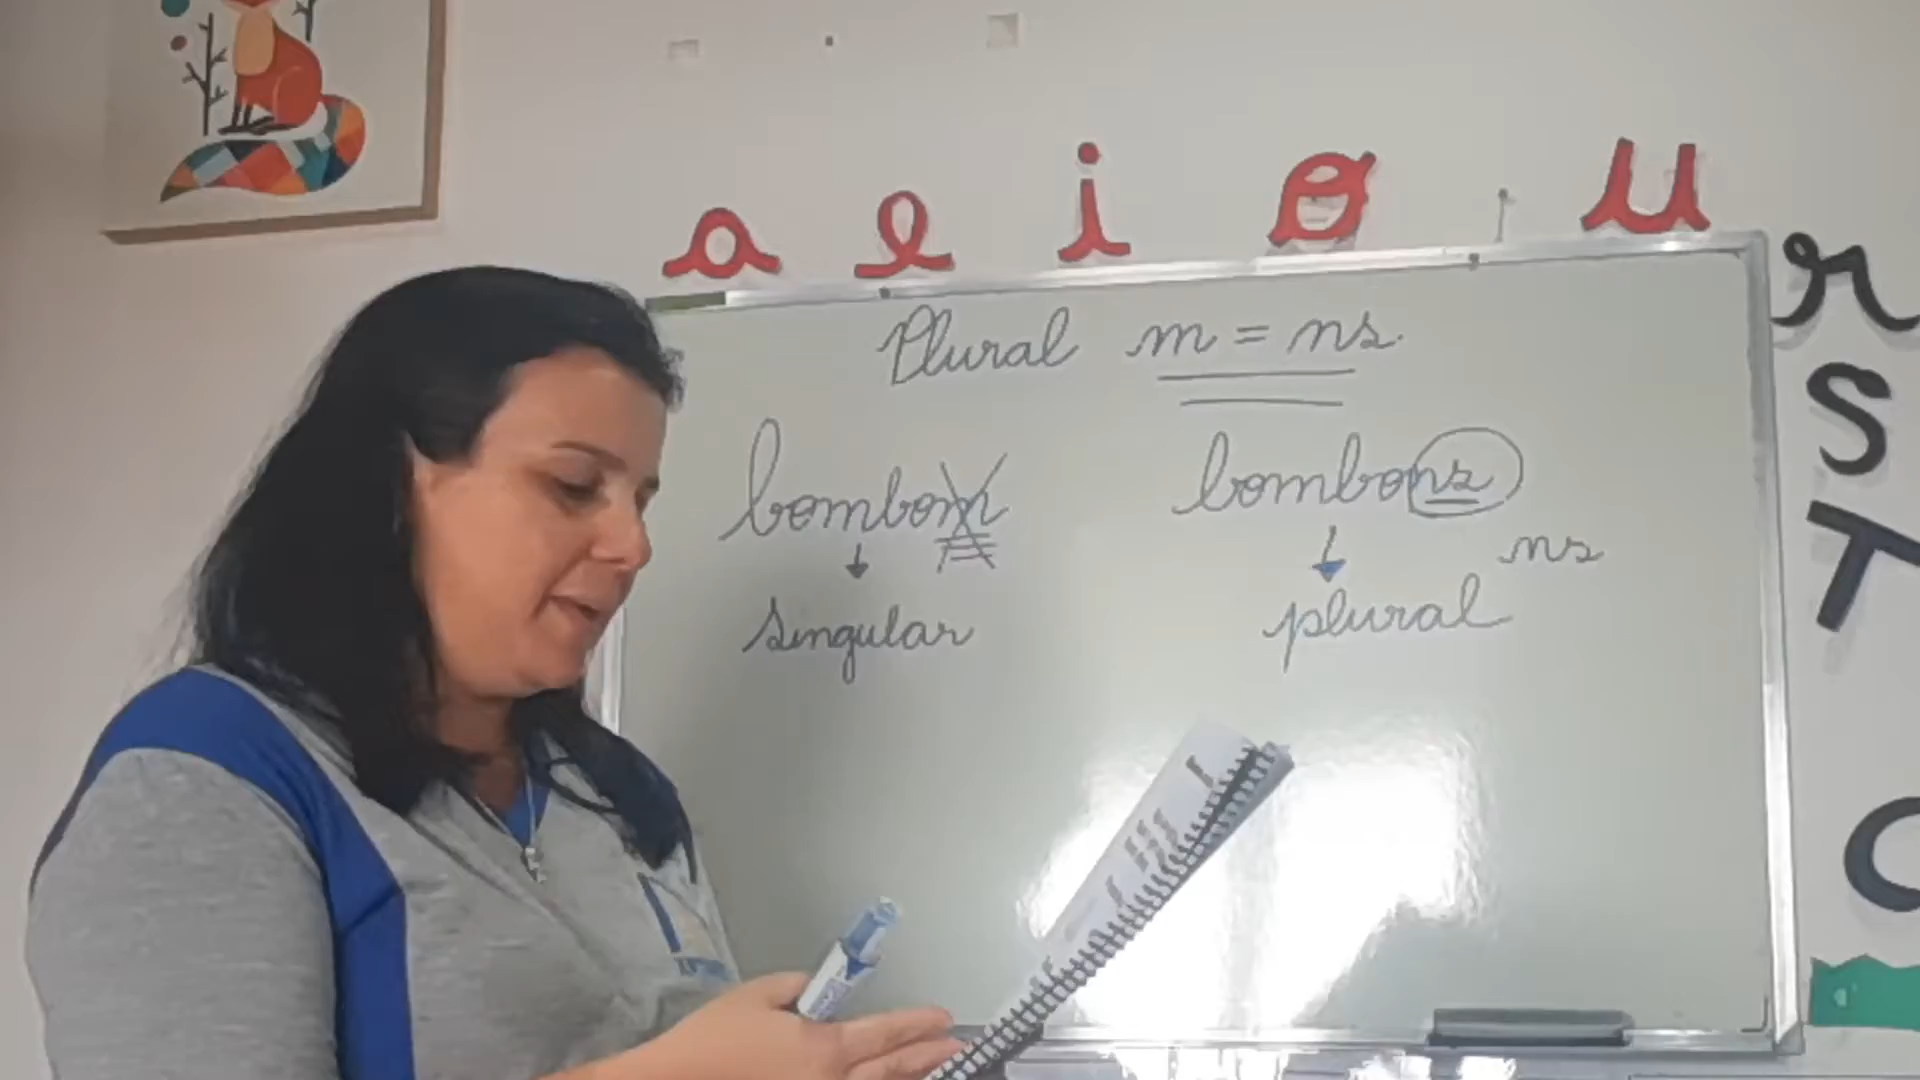 a e i o u
r
S
T
Plural m = ns.
bombom bombons
ns
singular plural